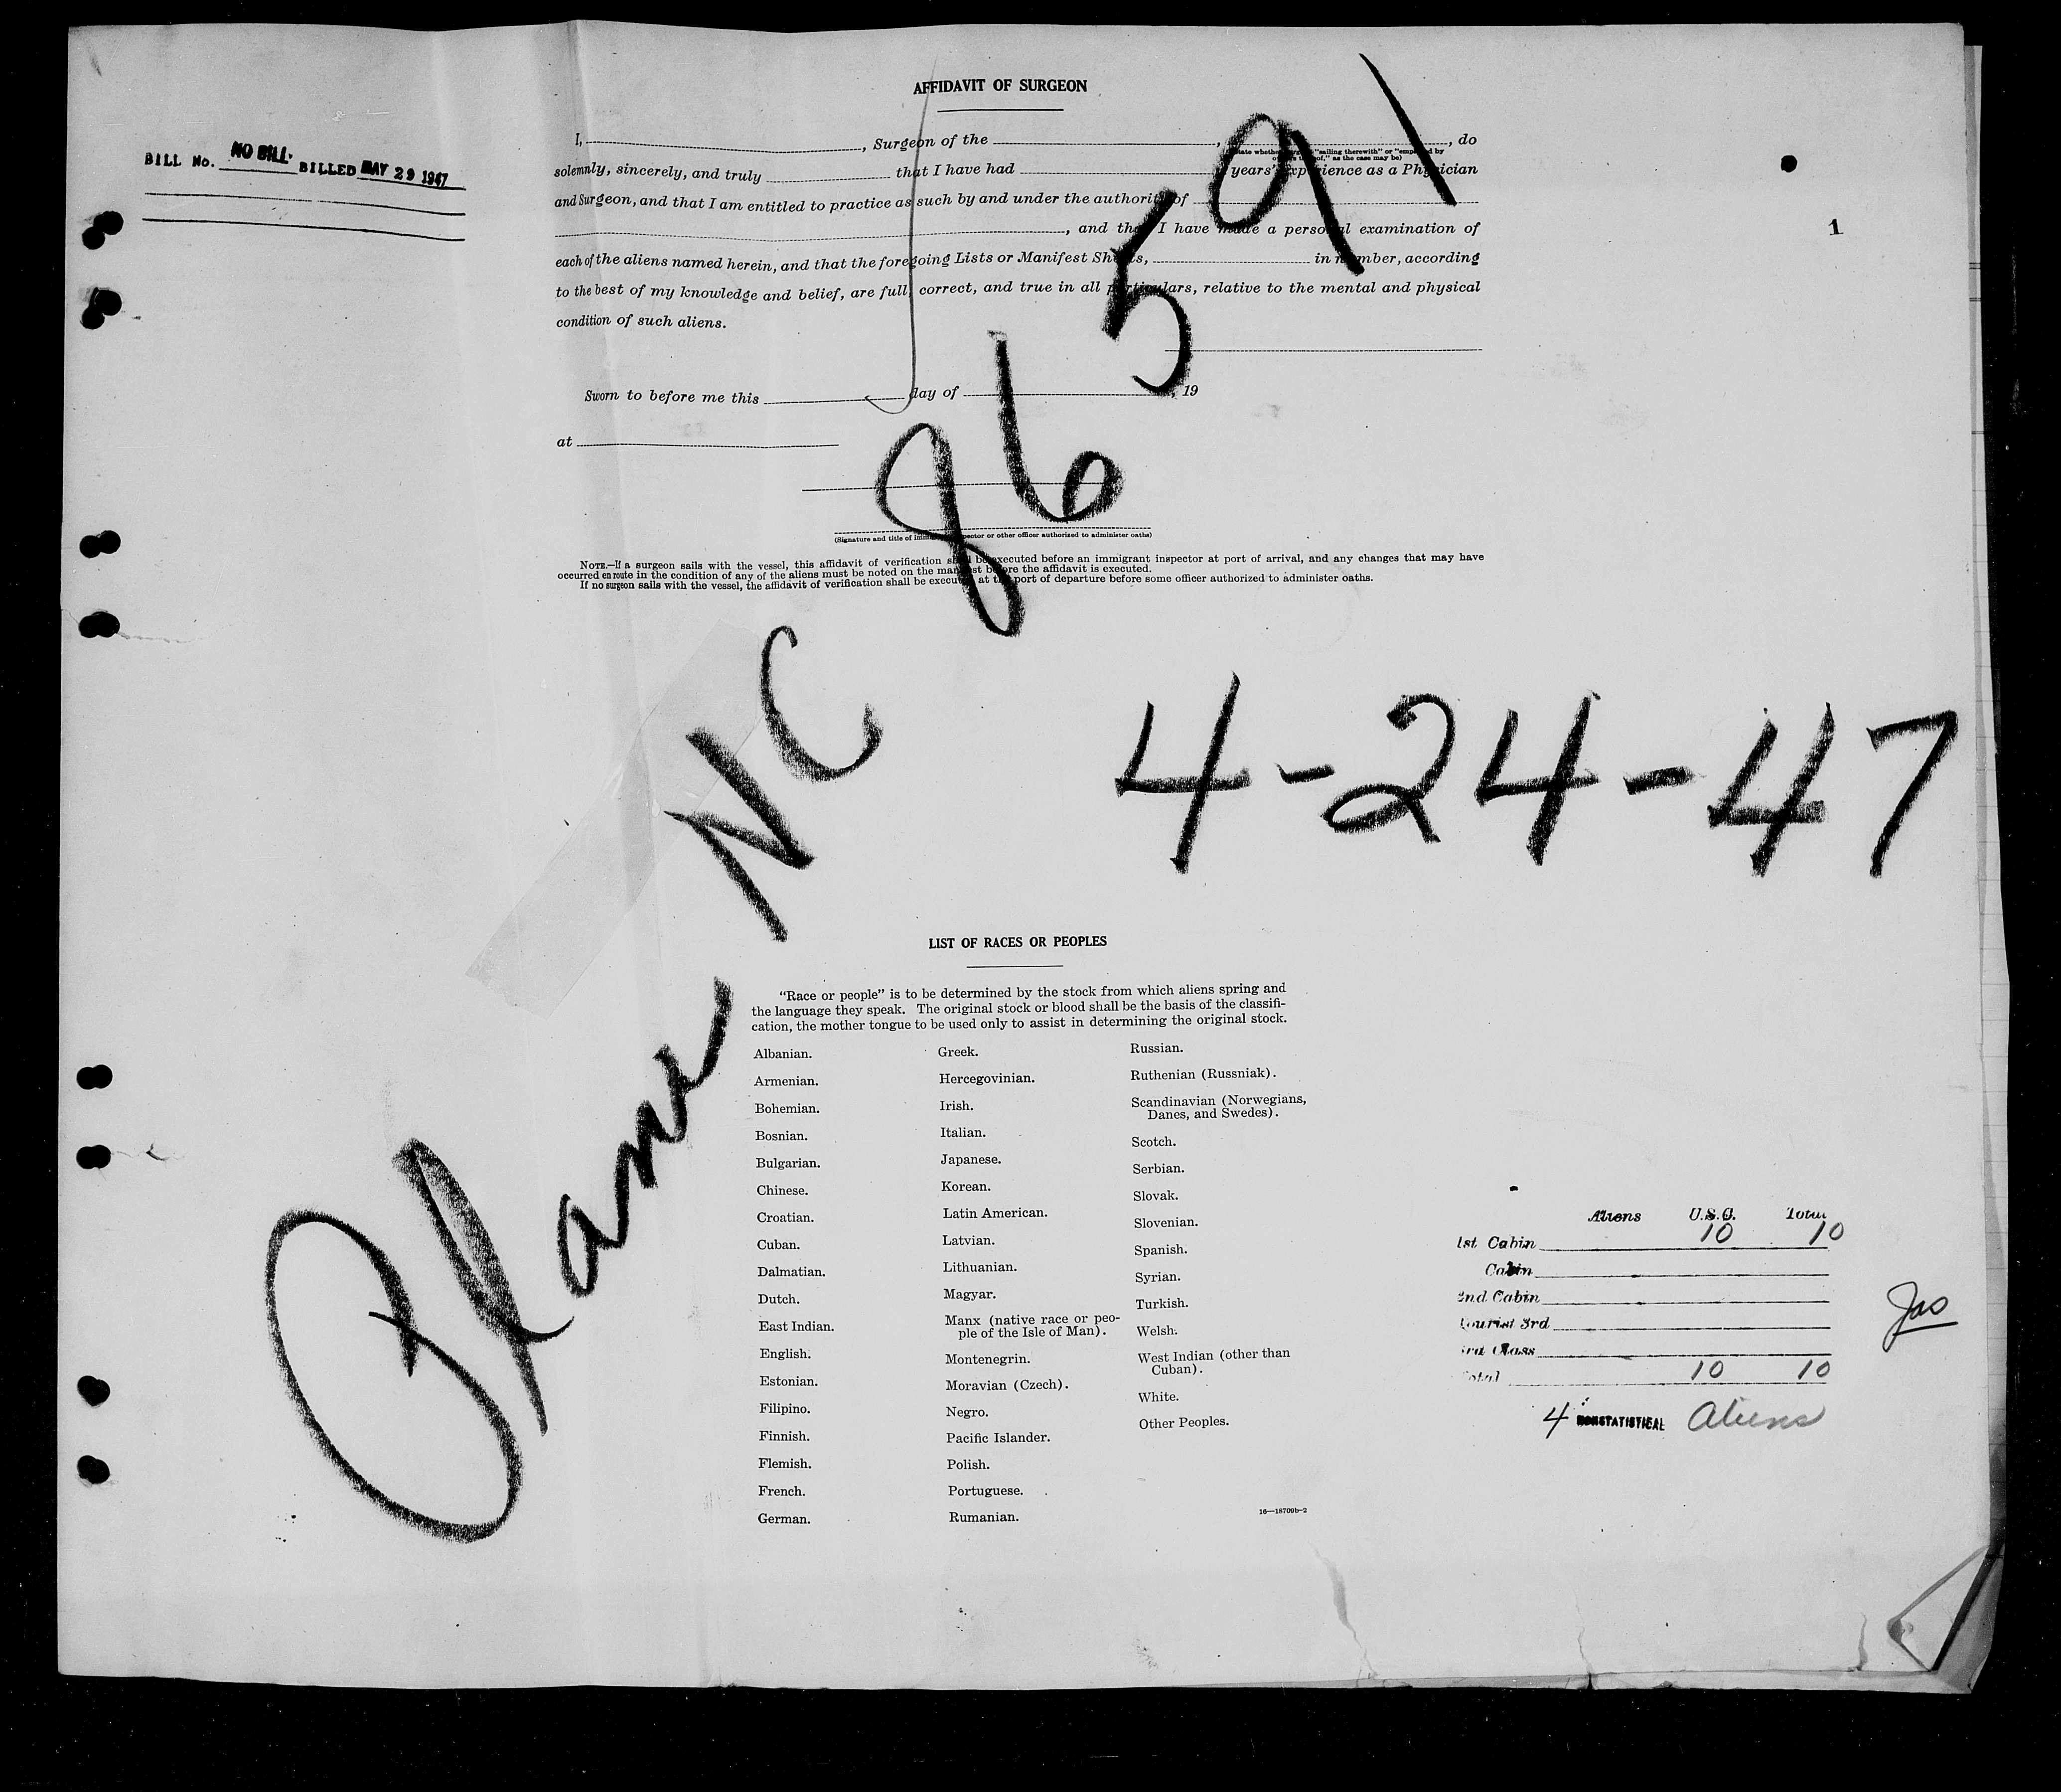 AFFIDAVIT OF SURGEON
BILL No. NO BILL BILLED MAY 29 1947
I, , Surgeon of the , , do
solemnly, sincerely, and truly that I have had years' experience as a Physician
and Surgeon, and that I am entitled to practice as such by and under the authority of
, and that I have made a personal examination of
each of the aliens named herein, and that the foregoing Lists or Manifest Sheets, in number, according
to the best of my knowledge and belief, are full, correct, and true in all particulars, relative to the mental and physical
condition of such aliens.
1
Sworn to before me this day of 19
at
(Signature and title of immigrant inspector or other officer authorized to administer oaths)
NOTE.—If a surgeon sails with the vessel, this affidavit of verification shall be executed before an immigrant inspector at port of arrival, and any changes that may have
occurred en route in the condition of any of the aliens must be noted on the manifest before the affidavit is executed.
If no surgeon sails with the vessel, the affidavit of verification shall be executed at the port of departure before some officer authorized to administer oaths.
Plane NC 86591
4-24-47
LIST OF RACES OR PEOPLES
"Race or people" is to be determined by the stock from which aliens spring and
the language they speak. The original stock or blood shall be the basis of the classifi-
cation, the mother tongue to be used only to assist in determining the original stock.
Albanian.
Armenian.
Bohemian.
Bosnian.
Bulgarian.
Chinese.
Croatian.
Cuban.
Dalmatian.
Dutch.
East Indian.
English.
Estonian.
Filipino.
Finnish.
Flemish.
French.
German.
Greek.
Hercegovinian.
Irish.
Italian.
Japanese.
Korean.
Latin American.
Latvian.
Lithuanian.
Magyar.
Manx (native race or peo-
ple of the Isle of Man).
Montenegrin.
Moravian (Czech).
Negro.
Pacific Islander.
Polish.
Portuguese.
Rumanian.
Russian.
Ruthenian (Russniak).
Scandinavian (Norwegians,
Danes, and Swedes).
Scotch.
Serbian.
Slovak.
Slovenian.
Spanish.
Syrian.
Turkish.
Welsh.
West Indian (other than
Cuban).
White.
Other Peoples.
16—18709b-2
Aliens U.S.C. Total
1st Cabin 10 10
Cabin
2nd Cabin
Tourist 3rd
3rd Class
Total 10 10
4 NONSTATISTICAL Aliens